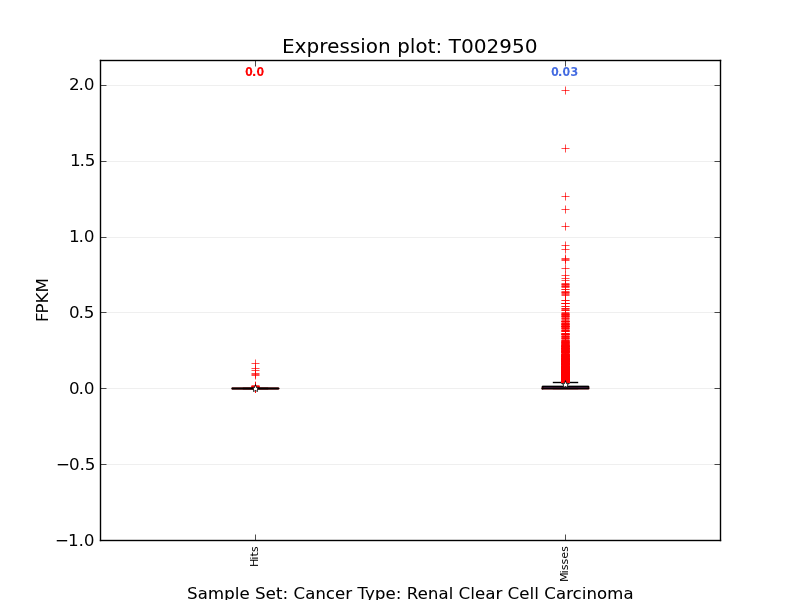 Expression plot: T002950
0.0
0.03
2.0
1.5
1.0
0.5
0.0
−0.5
−1.0
FPKM
Hits
Misses
Sample Set: Cancer Type: Renal Clear Cell Carcinoma